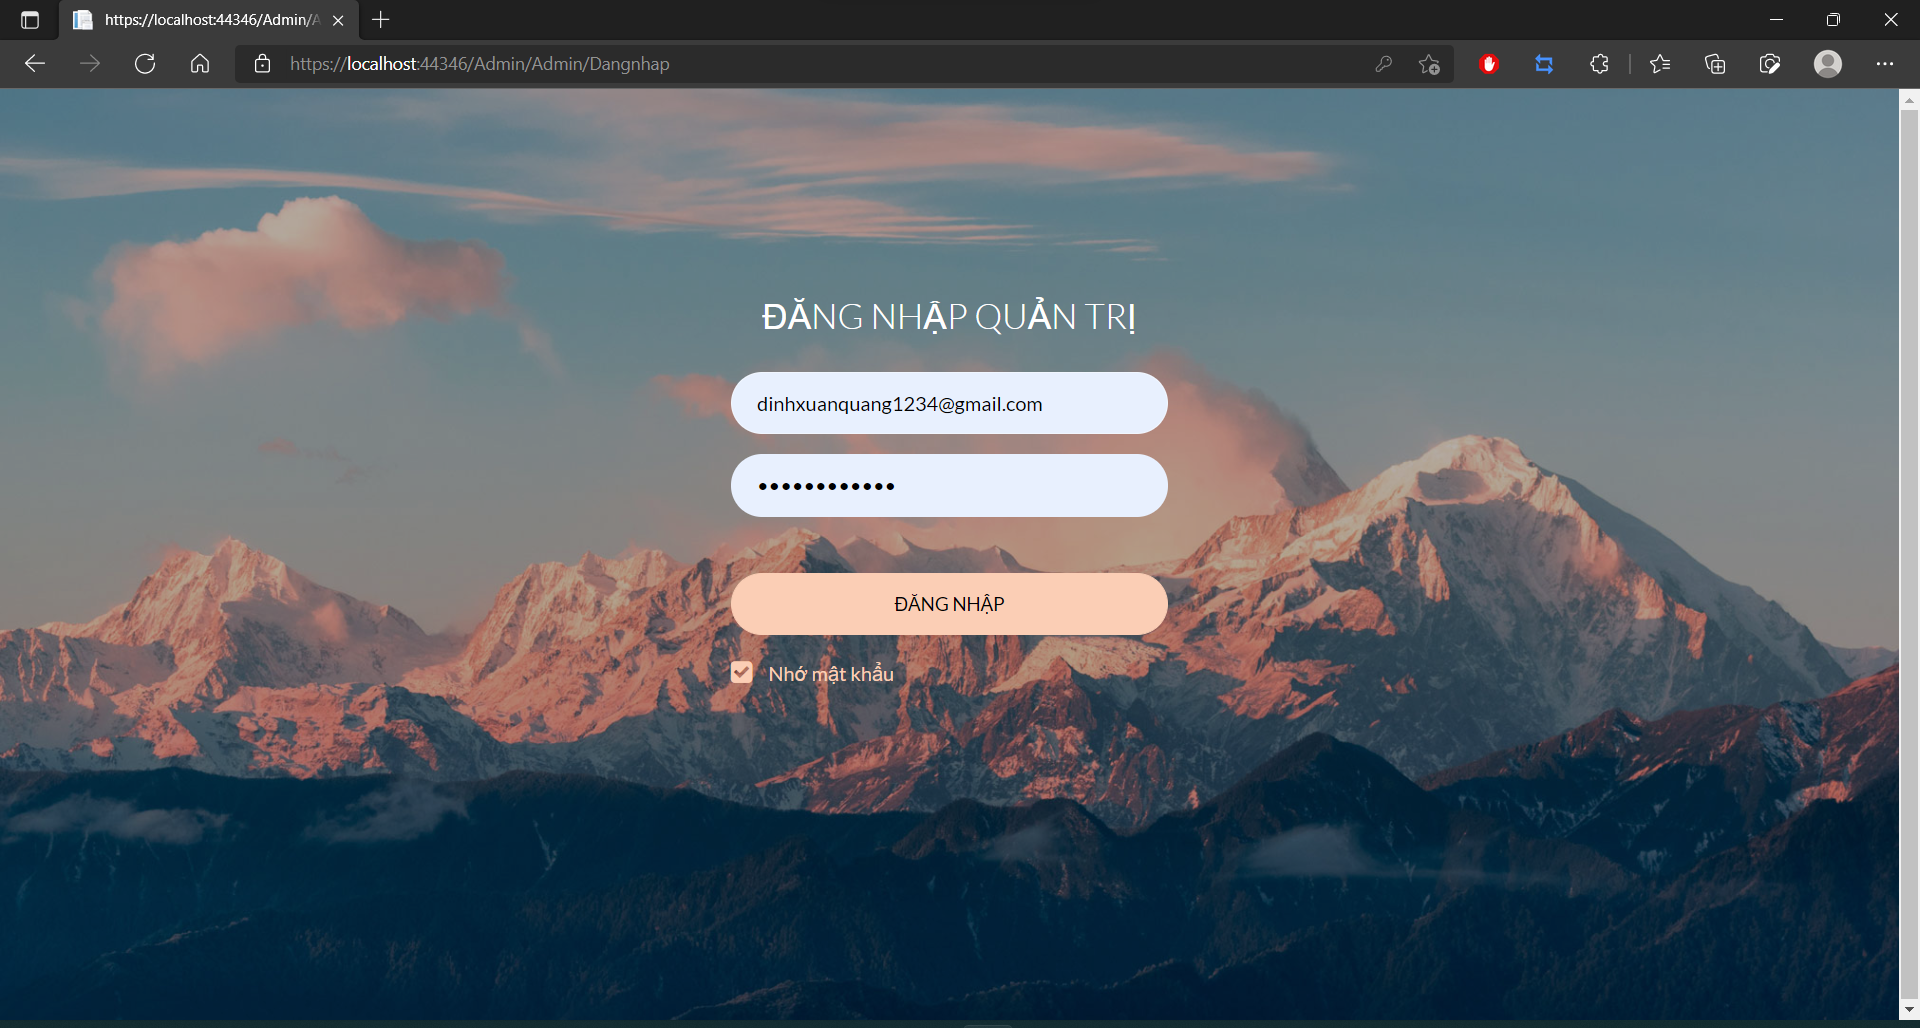 https://localhost:44346/Admin/A
https://localhost:44346/Admin/Admin/Dangnhap
ĐĂNG NHẬP QUẢN TRỊ
dinhxuanquang1234@gmail.com
••••••••••••
ĐĂNG NHẬP
Nhớ mật khẩu